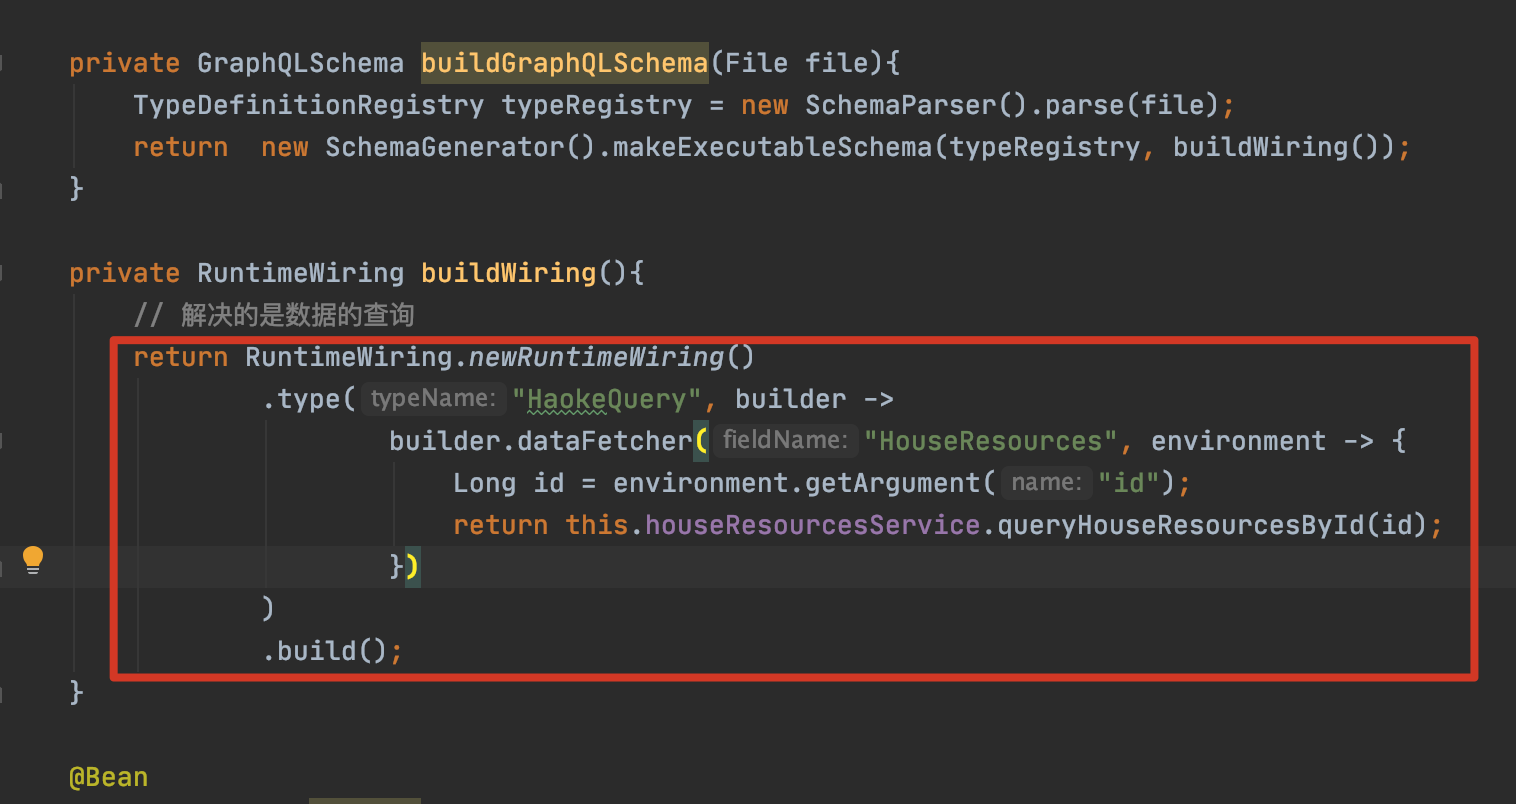 private GraphQLSchema buildGraphQLSchema(File file){
TypeDefinitionRegistry typeRegistry = new SchemaParser().parse(file);
return  new SchemaGenerator().makeExecutableSchema(typeRegistry, buildWiring());
}
private RuntimeWiring buildWiring(){
// 解决的是数据的查询
return RuntimeWiring.newRuntimeWiring()
.type( typeName: "HaokeQuery", builder ->
builder.dataFetcher( fieldName: "HouseResources", environment -> {
Long id = environment.getArgument( name: "id");
return this.houseResourcesService.queryHouseResourcesById(id);
})
)
.build();
}
@Bean